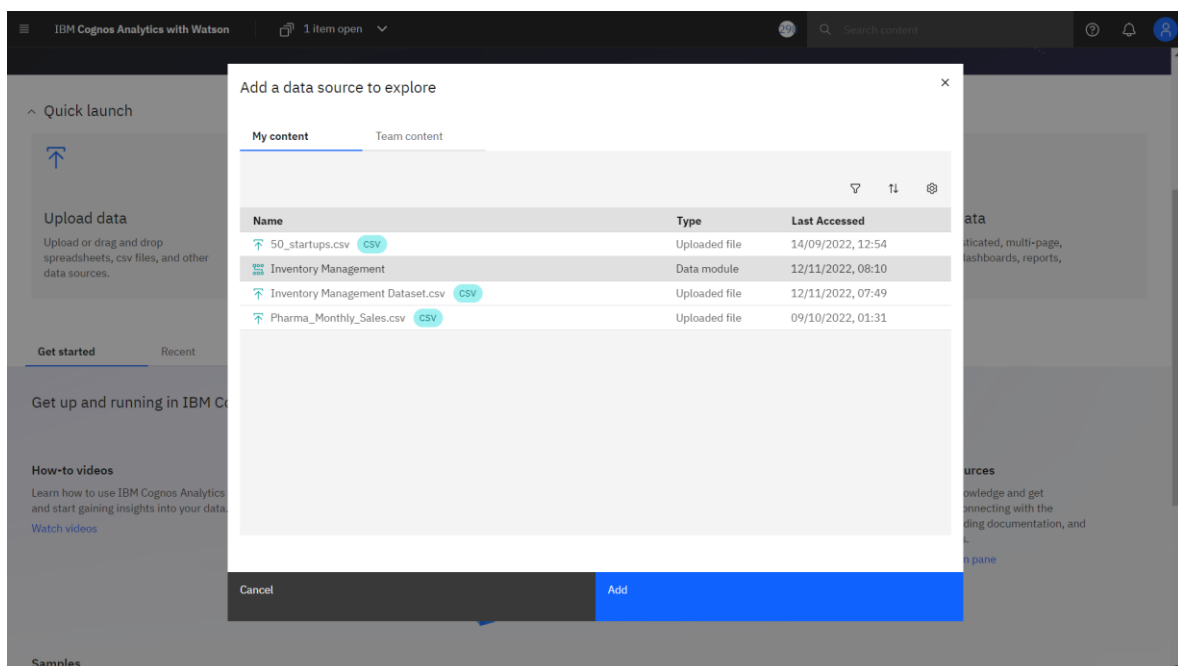 IBM Cognos Analytics with Watson
1 item open
29
Search content
Add a data source to explore
Quick launch
My content
Team content
Upload data
Upload or drag and drop
spreadsheets, csv files, and other
data sources.
ata
ticated, multi-page,
dashboards, reports,
Name Type Last Accessed
50_startups.csv CSV Uploaded file 14/09/2022, 12:54
Inventory Management Data module 12/11/2022, 08:10
Inventory Management Dataset.csv CSV Uploaded file 12/11/2022, 07:49
Pharma_Monthly_Sales.csv CSV Uploaded file 09/10/2022, 01:31
Get started
Recent
Get up and running in IBM Co
How-to videos
Learn how to use IBM Cognos Analytics
and start gaining insights into your data.
Watch videos
urces
owledge and get
onnecting with the
ding documentation, and
n pane
Cancel
Add
Samples